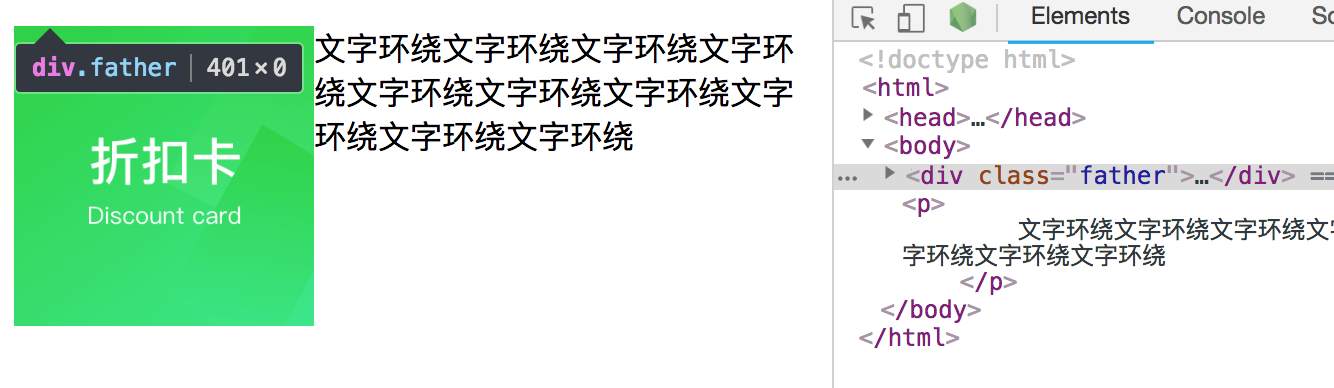 div.father | 401×0
文字环绕文字环绕文字环绕文字环
绕文字环绕文字环绕文字环绕文字
环绕文字环绕文字环绕
折扣卡
Discount card
Elements Console
<!doctype html>
<html>
<head>…</head>
<body>
… <div class="father">…</div> ==
<p>
文字环绕文字环绕文字环绕文
字环绕文字环绕文字环绕
</p>
</body>
</html>